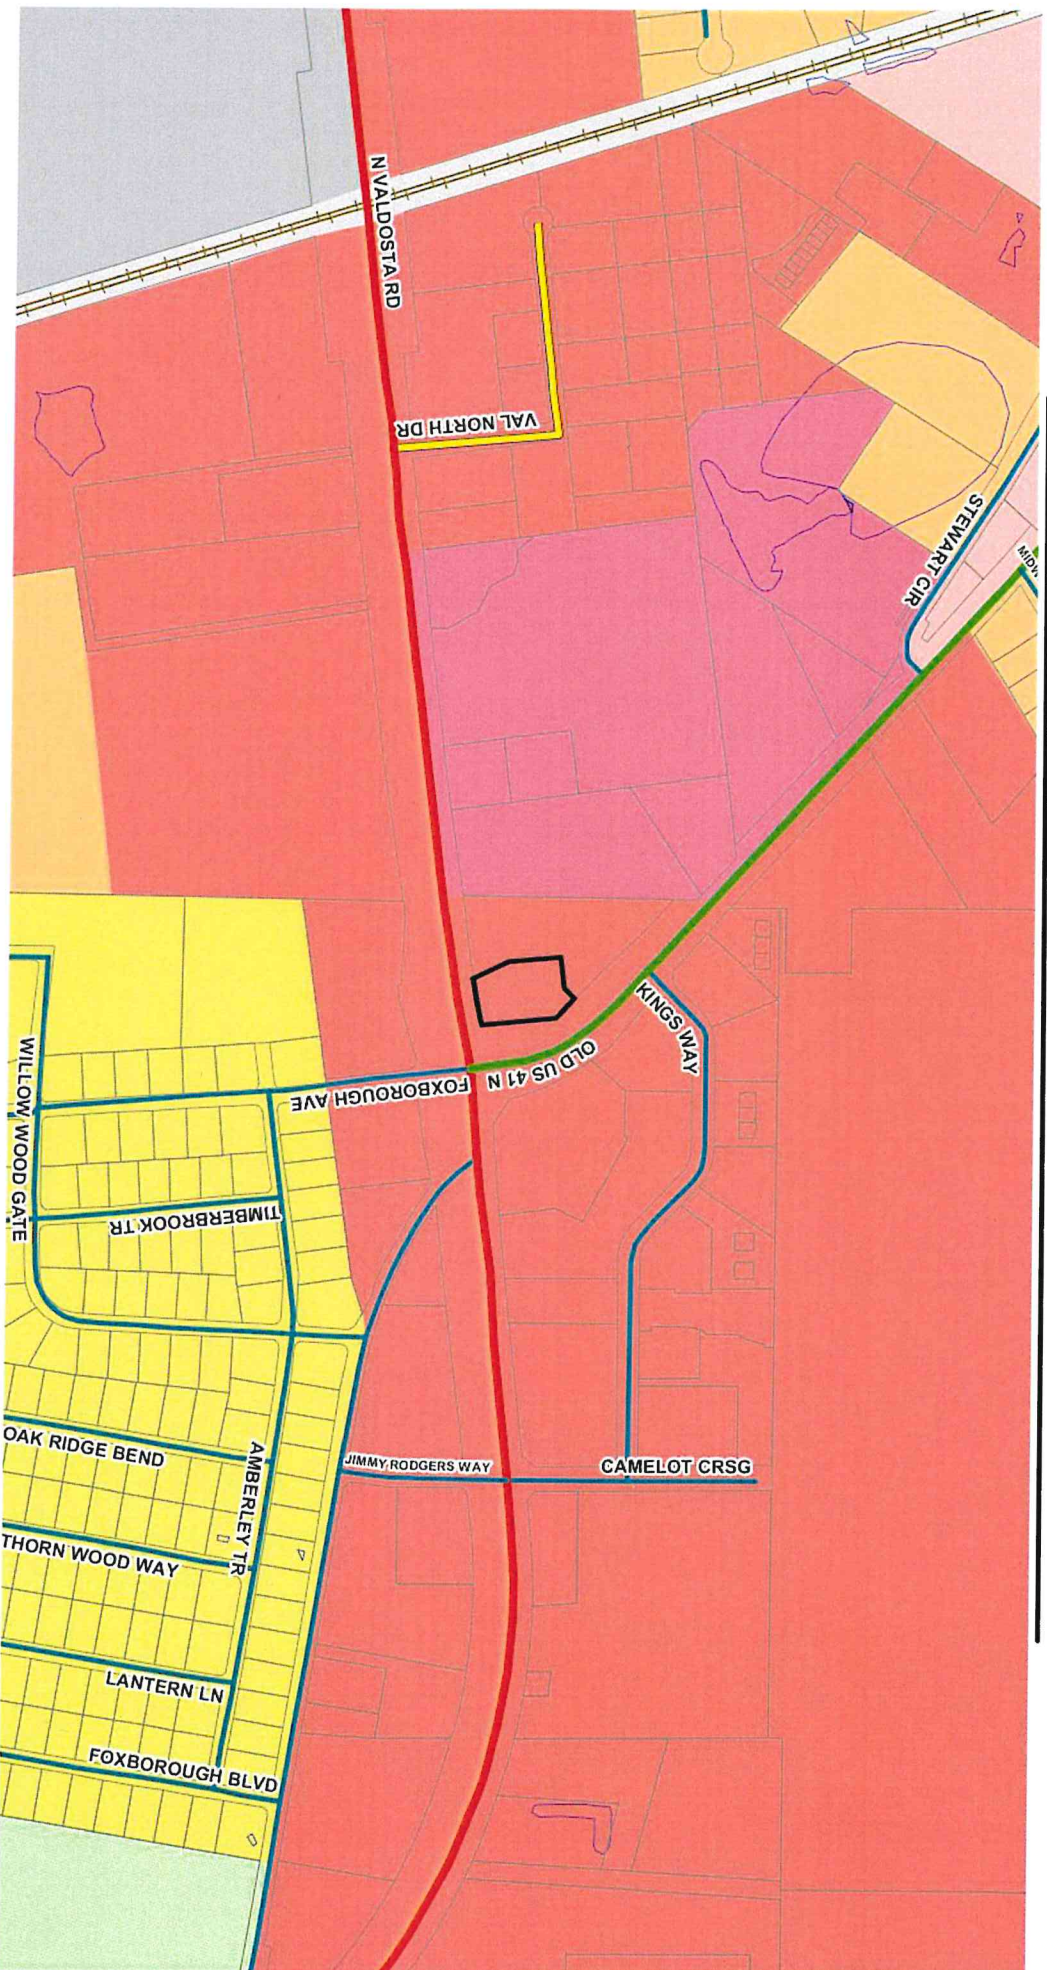 N VALDOSTA RD
VAL NORTH DR
STEWART CIR
MIDW
KINGS WAY
OLD US 41 N
FOXBOROUGH AVE
WILLOW WOOD GATE
TIMBERBROOK TR
OAK RIDGE BEND
AMBERLEY TR
JIMMY RODGERS WAY
CAMELOT CRSG
THORN WOOD WAY
LANTERN LN
FOXBOROUGH BLVD